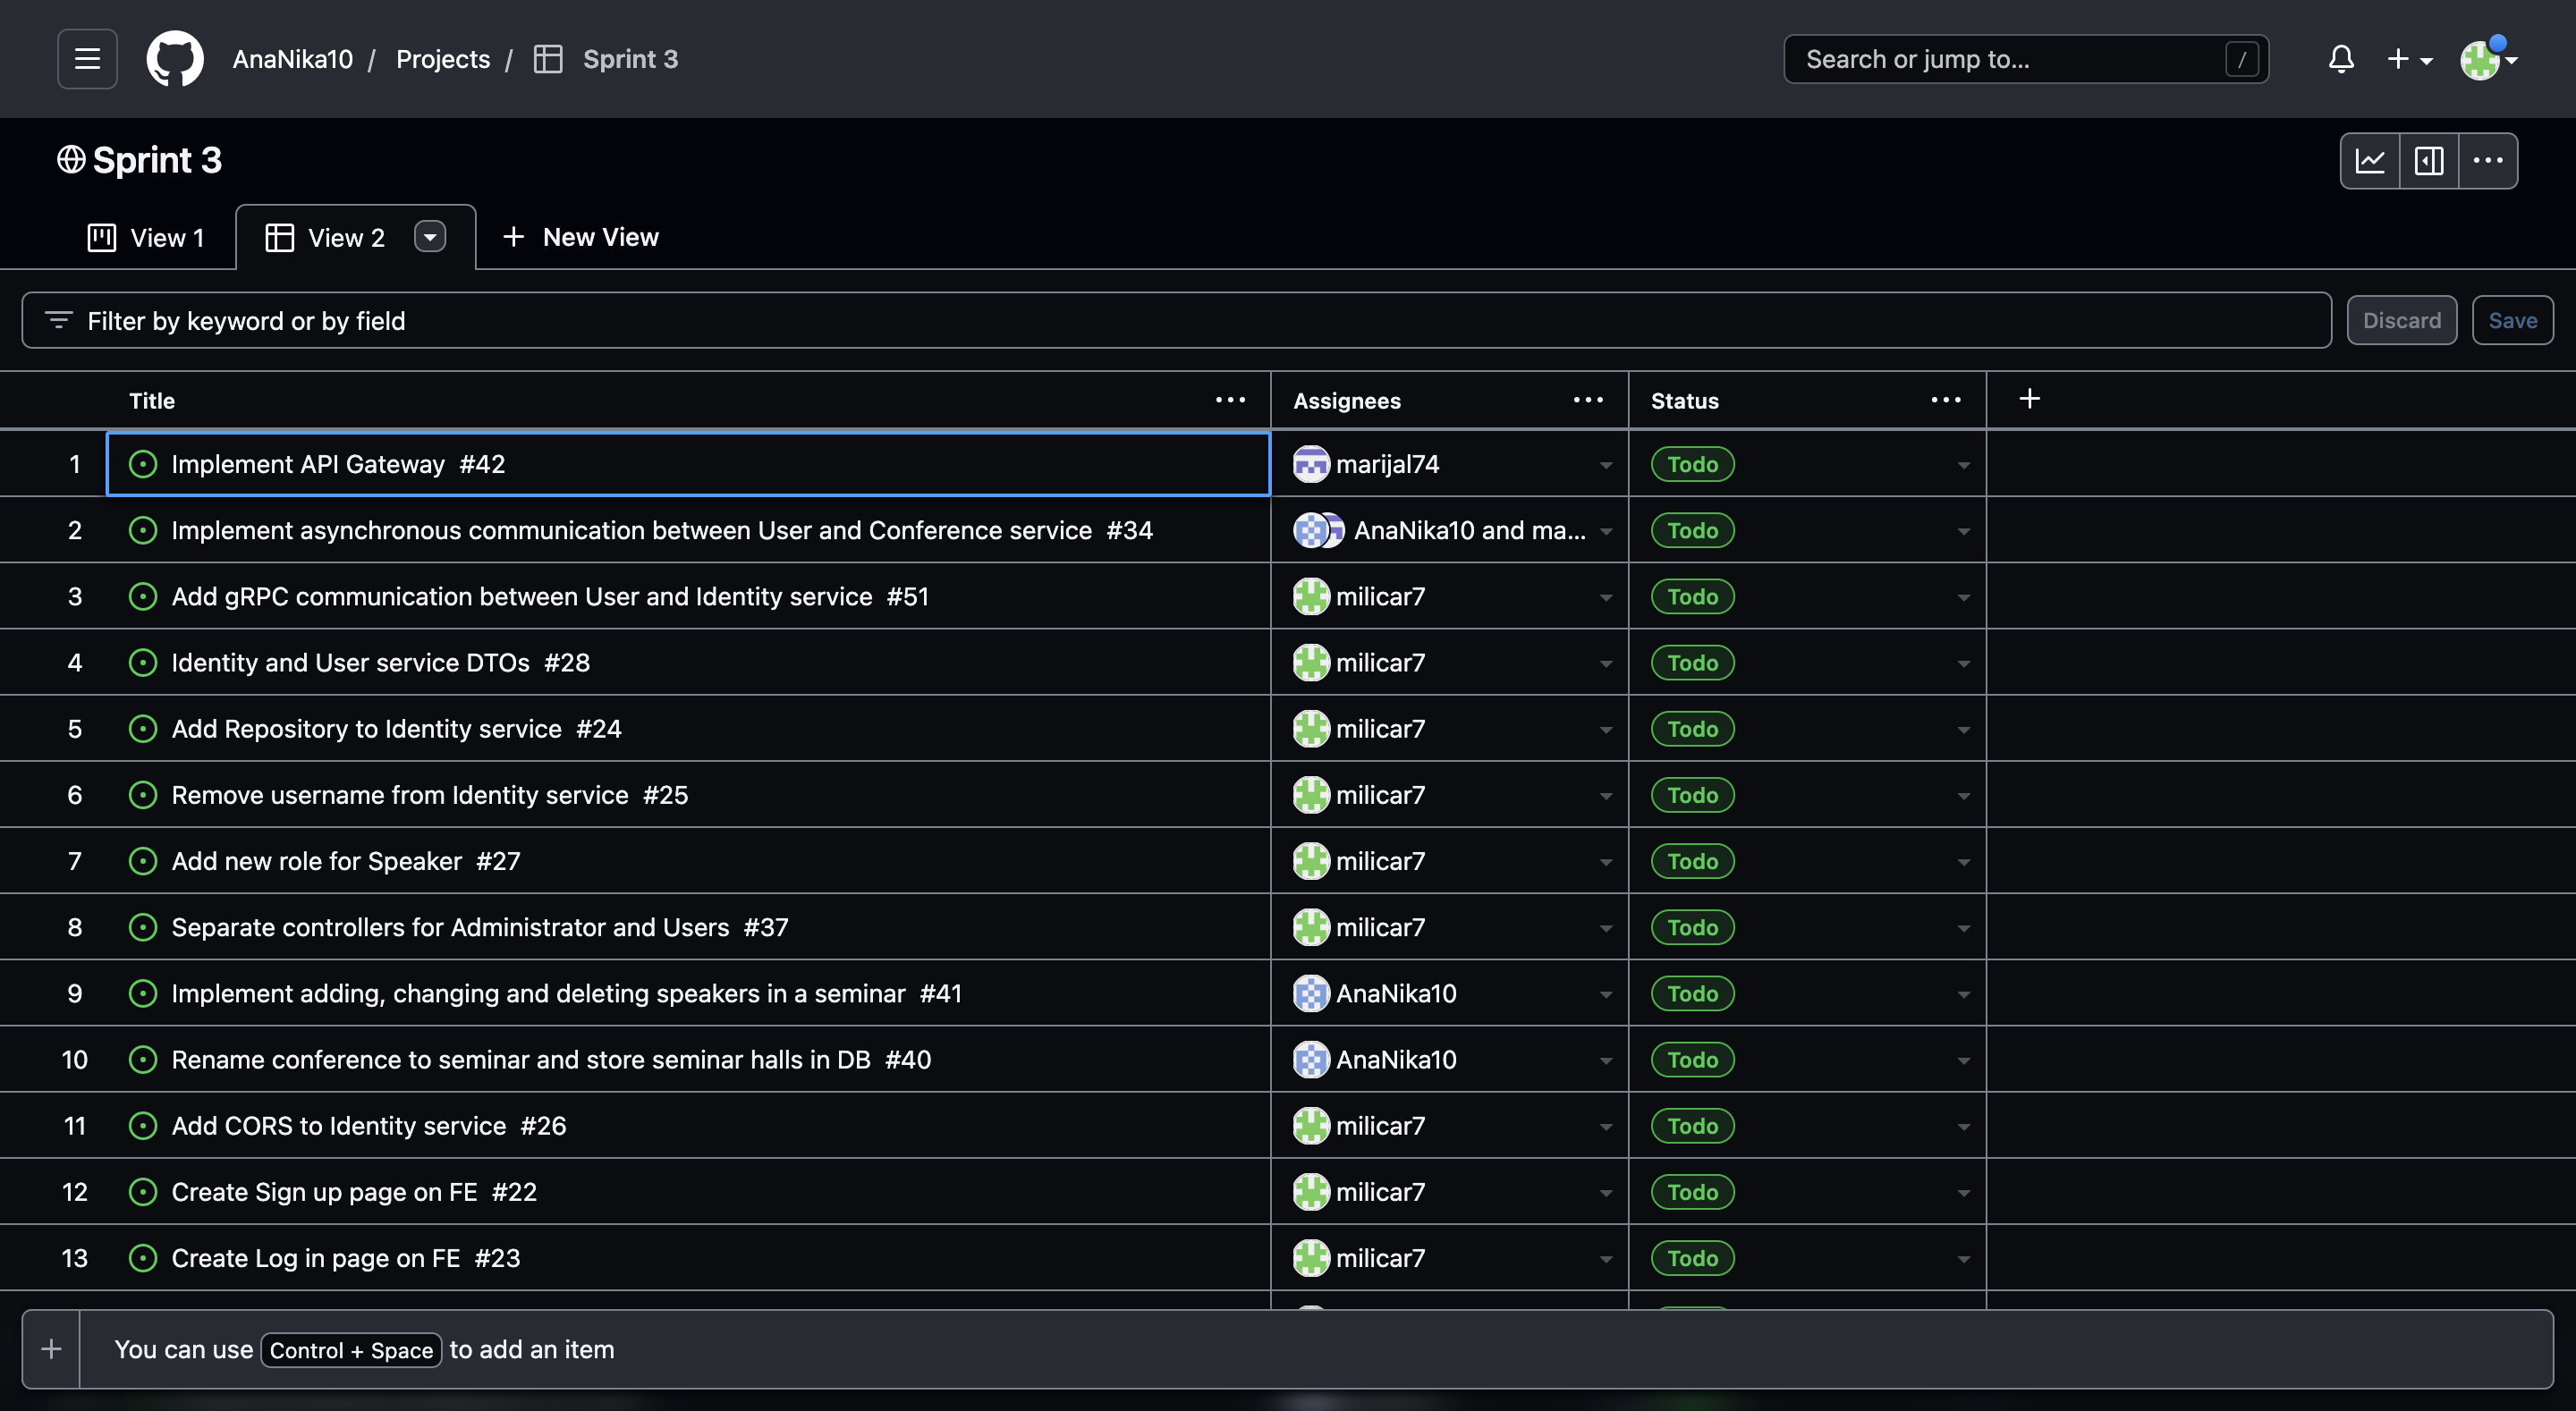 AnaNika10 / Projects / Sprint 3
Search or jump to... /
Sprint 3
View 1 View 2 New View
Filter by keyword or by field Discard Save
Title Assignees Status
1 Implement API Gateway #42 marijal74 Todo
2 Implement asynchronous communication between User and Conference service #34 AnaNika10 and ma... Todo
3 Add gRPC communication between User and Identity service #51 milicar7 Todo
4 Identity and User service DTOs #28 milicar7 Todo
5 Add Repository to Identity service #24 milicar7 Todo
6 Remove username from Identity service #25 milicar7 Todo
7 Add new role for Speaker #27 milicar7 Todo
8 Separate controllers for Administrator and Users #37 milicar7 Todo
9 Implement adding, changing and deleting speakers in a seminar #41 AnaNika10 Todo
10 Rename conference to seminar and store seminar halls in DB #40 AnaNika10 Todo
11 Add CORS to Identity service #26 milicar7 Todo
12 Create Sign up page on FE #22 milicar7 Todo
13 Create Log in page on FE #23 milicar7 Todo
You can use Control + Space to add an item